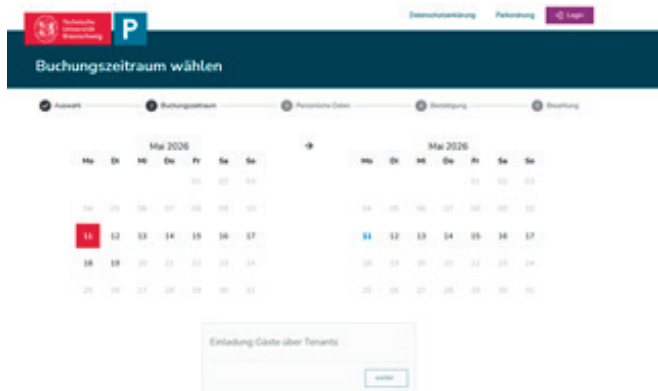 Technische
Universität
Braunschweig
P
Datenschutzerklärung Parkordnung Login
Buchungszeitraum wählen
Auswahl Buchungszeitraum Persönliche Daten Bestätigung Bezahlung
Mai 2026 → Mai 2026
Mo Di Mi Do Fr Sa So Mo Di Mi Do Fr Sa So
01 02 03 01 02 03
04 05 06 07 08 09 10 04 05 06 07 08 09 10
11 12 13 14 15 16 17 11 12 13 14 15 16 17
18 19 20 21 22 23 24 18 19 20 21 22 23 24
25 26 27 28 29 30 31 25 26 27 28 29 30 31
Einladung Gäste über Tenants
weiter